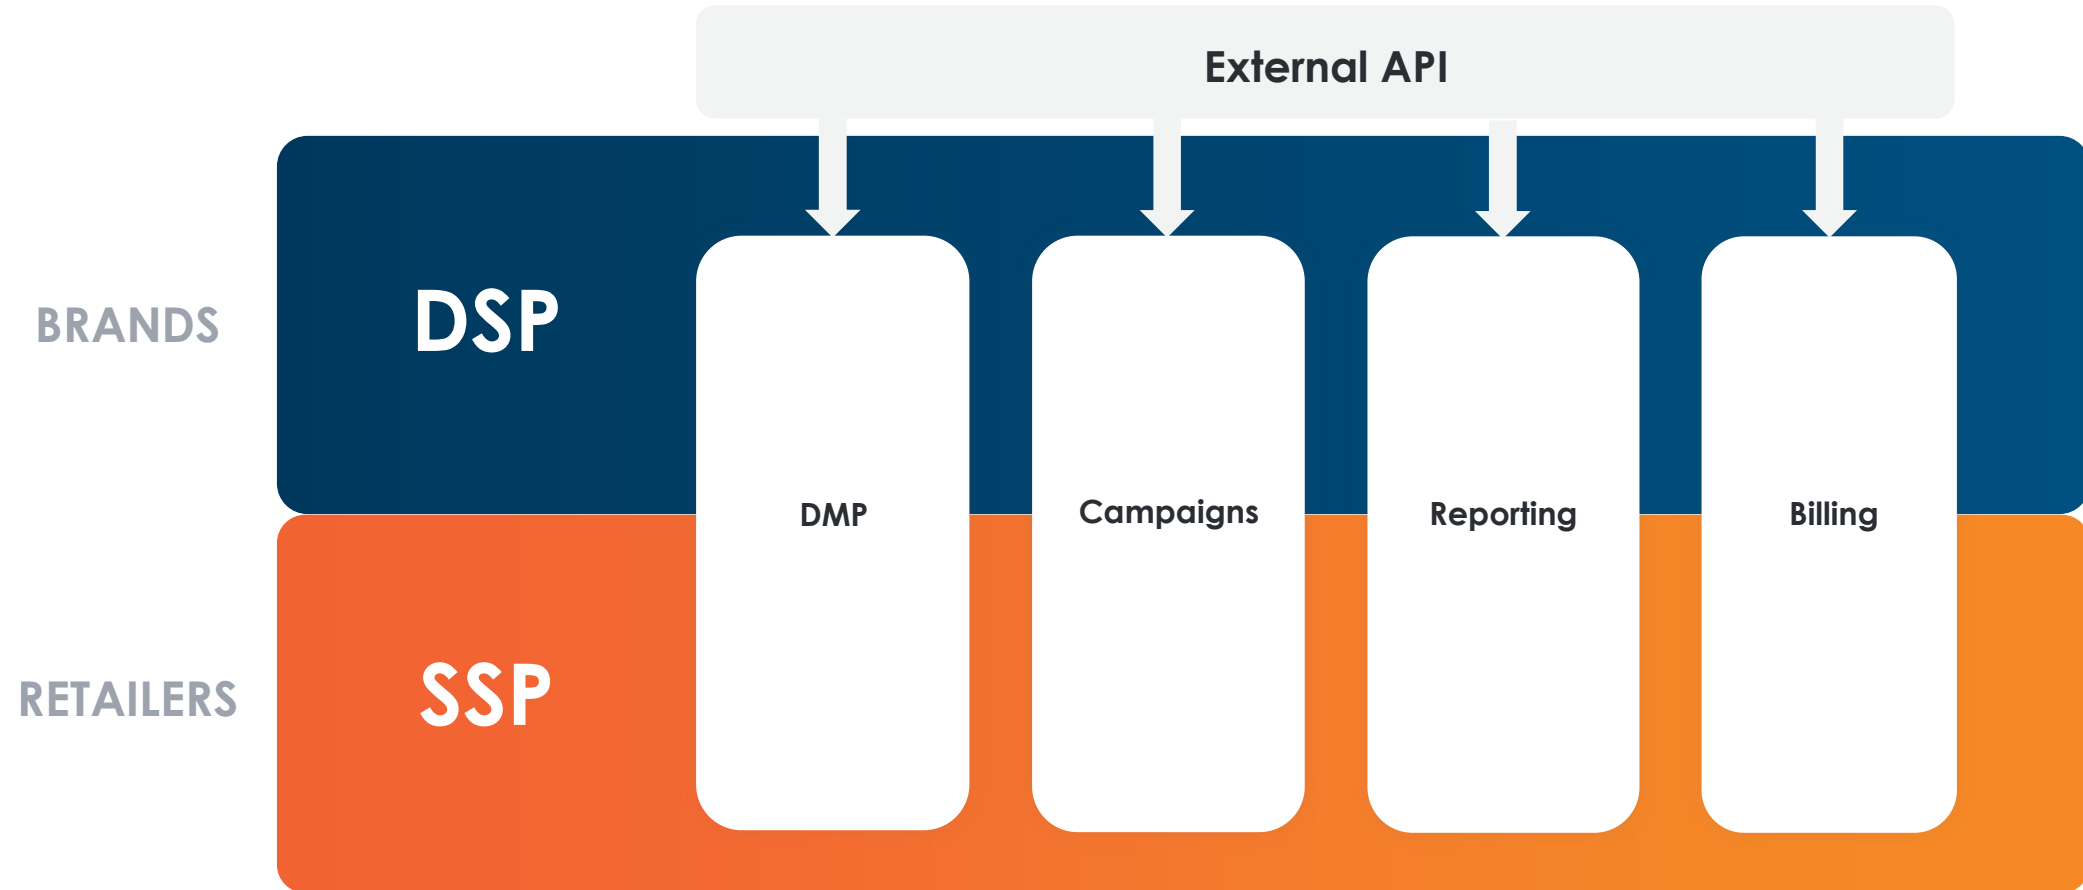 External API
BRANDS
DSP
DMP
Campaigns
Reporting
Billing
RETAILERS
SSP